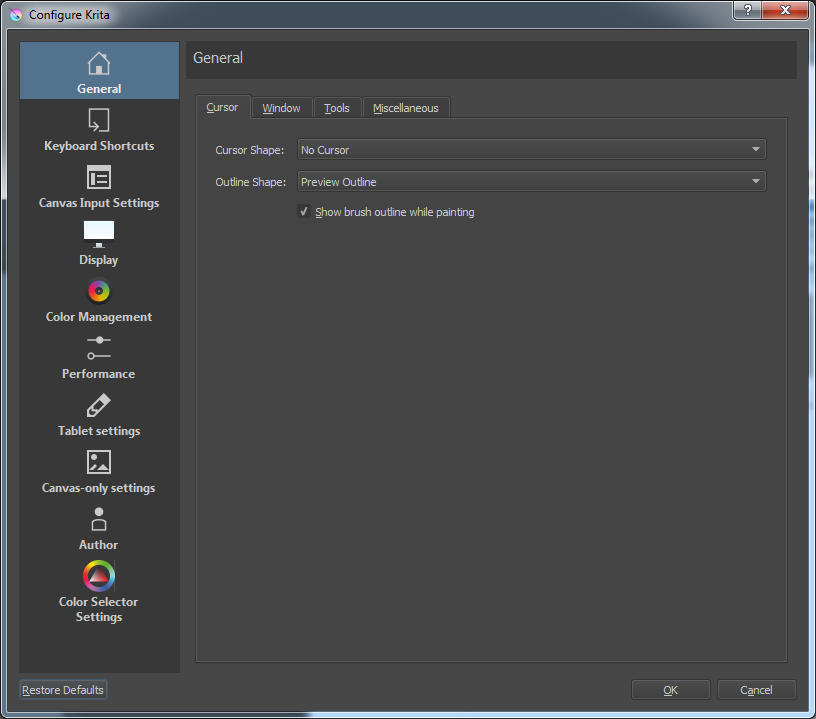 Configure Krita
?
General
Keyboard Shortcuts
Canvas Input Settings
Display
Color Management
Performance
Tablet settings
Canvas-only settings
Author
Color Selector
Settings
General
Cursor Window Tools Miscellaneous
Cursor Shape: No Cursor
Outline Shape: Preview Outline
Show brush outline while painting
Restore Defaults OK Cancel